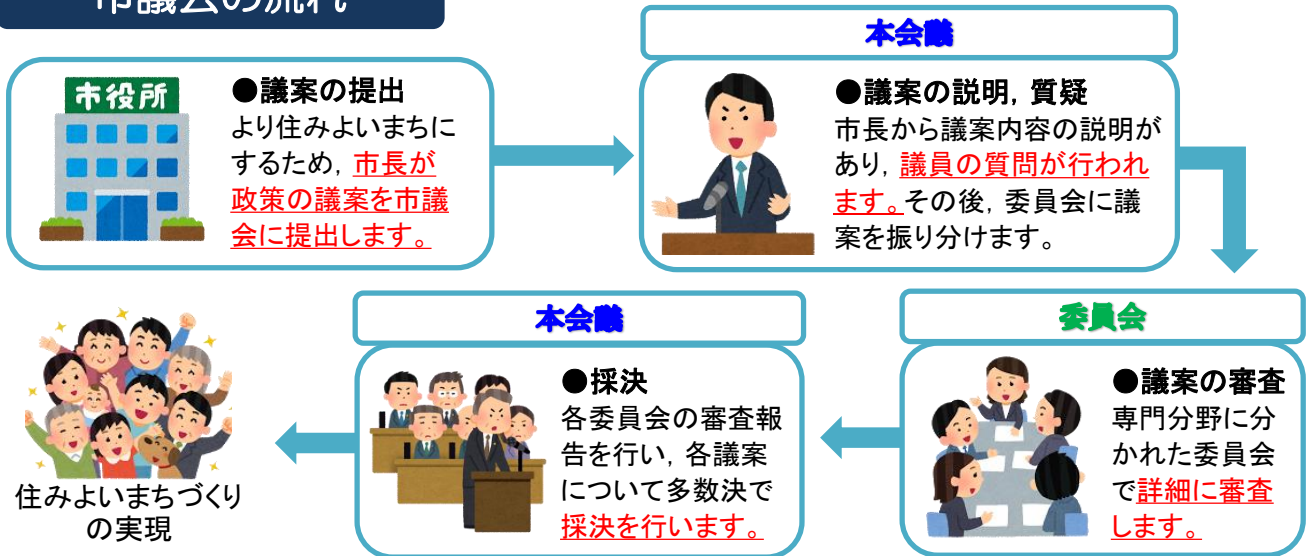 市議会の流れ
市役所
●議案の提出
より住みよいまちに
するため，市長が
政策の議案を市議
会に提出します。
本会議
●議案の説明，質疑
市長から議案内容の説明が
あり，議員の質問が行われ
ます。その後，委員会に議
案を振り分けます。
委員会
●議案の審査
専門分野に分
かれた委員会
で詳細に審査
します。
本会議
●採決
各委員会の審査報
告を行い，各議案
について多数決で
採決を行います。
住みよいまちづくり
の実現